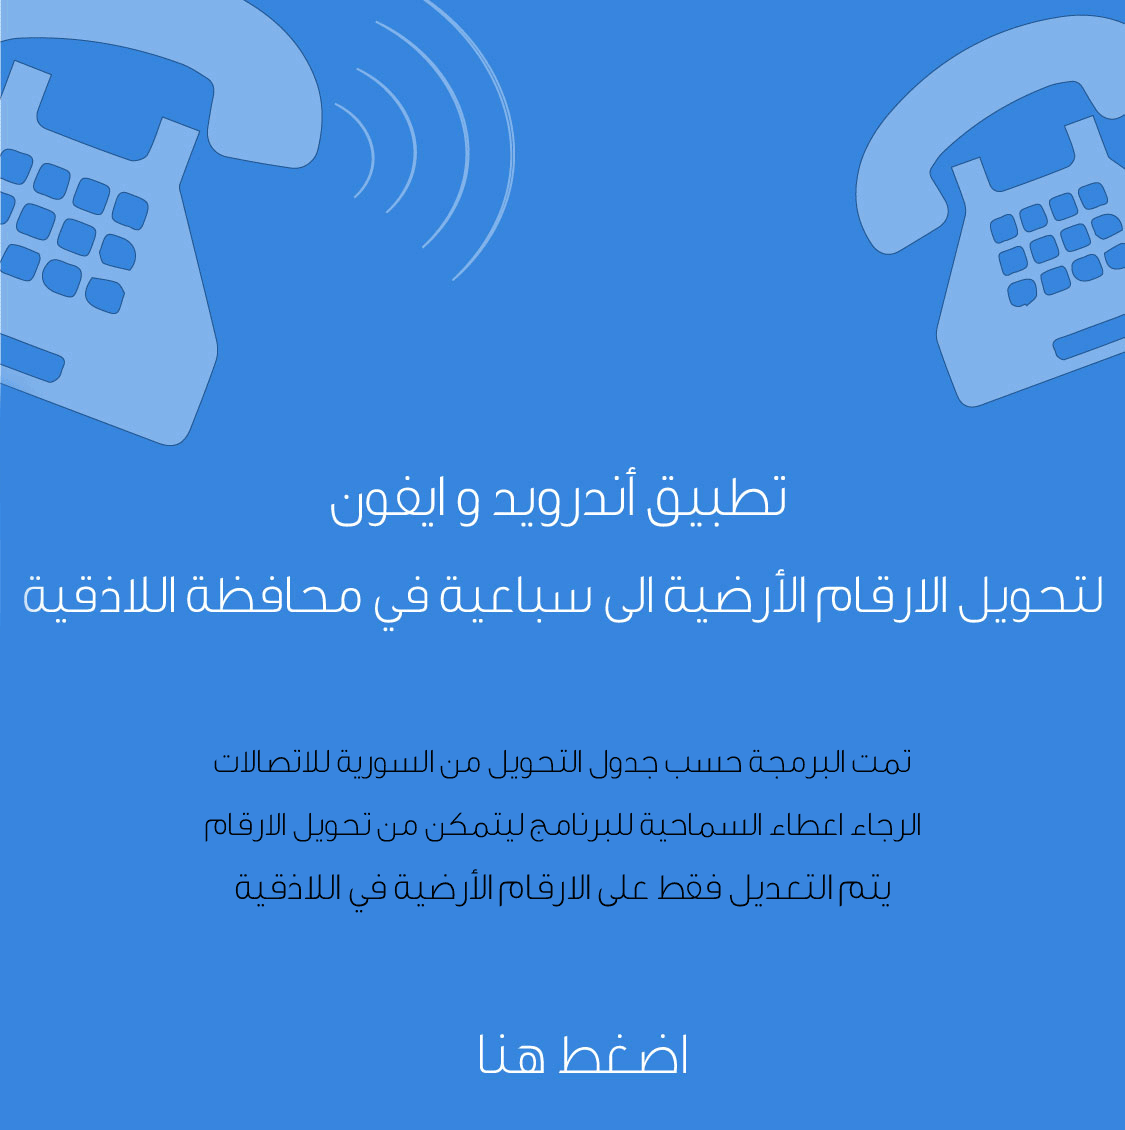 تطبيق أندرويد و ايفون
لتحويل الارقام الأرضية الى سباعية في محافظة اللاذقية
تمت البرمجة حسب جدول التحويل من السورية للاتصالات
الرجاء اعطاء السماحية للبرنامج ليتمكن من تحويل الارقام
يتم التعديل فقط على الارقام الأرضية في اللاذقية
اضغط هنا